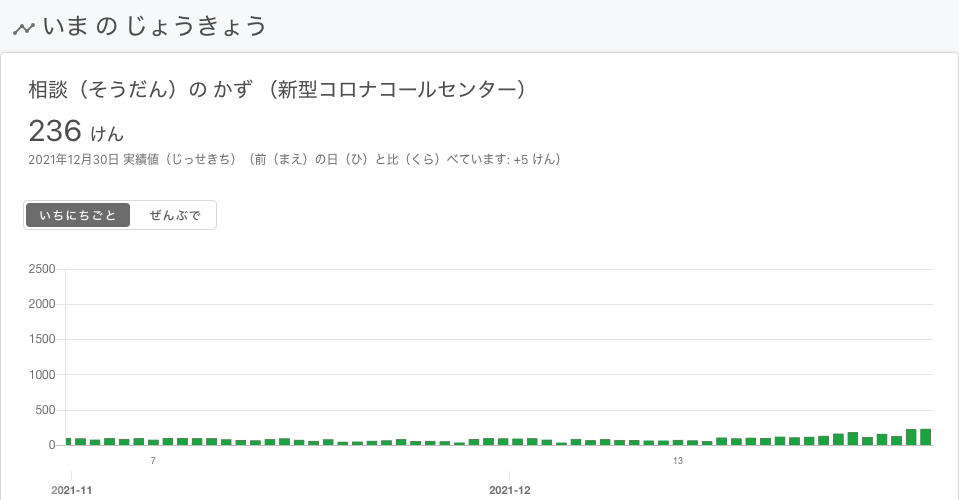 いま の じょうきょう
相談（そうだん）の かず （新型コロナコールセンター）
236 けん
2021年12月30日 実績値（じっせきち）（前（まえ）の日（ひ）と比（くら）べています: +5 けん）
いちにちごと ぜんぶで
2500
2000
1500
1000
500
0
7 13
2021-11 2021-12